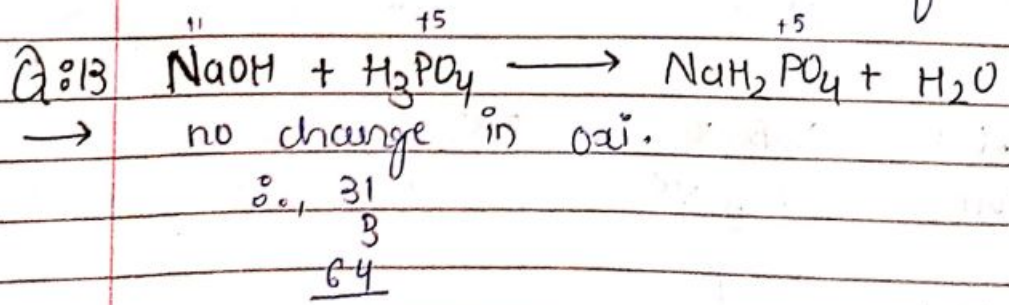 +1 +5 +5
Q:13 NaOH + H₃PO₄ ⟶ NaH₂PO₄ + H₂O
→ no change in oxi.
∴, 31
3
64